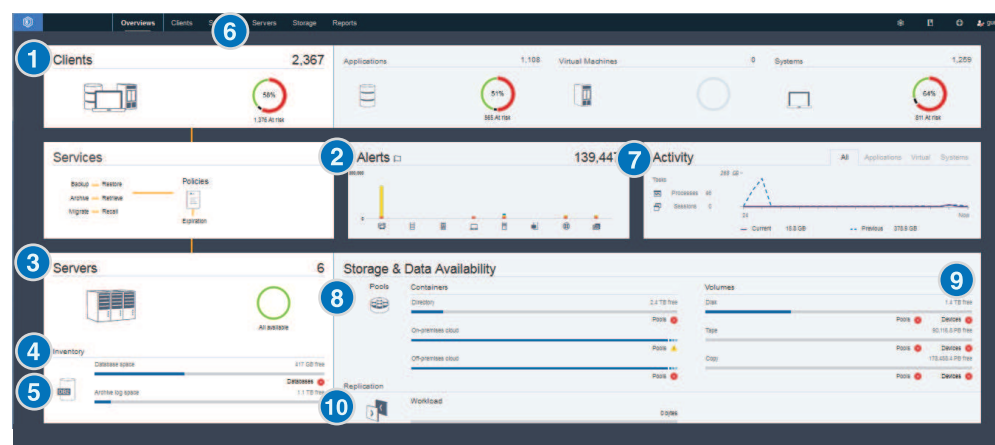 Overviews Clients Servers Storage Reports
6
1 Clients 2,367
Applications 1,108 Virtual Machines 0 Systems 1,259
58% 51% 64%
1,376 At risk 565 At risk 811 At risk
Services
2 Alerts 139,447
7 Activity All Applications Virtual Systems
Backup Restore
Archive Retrieve
Migrate Recall
Policies
Expiration
Tasks
Processes
Sessions 0
24 Now
Current Previous
3 Servers 6
All available
4 Inventory
Database space 417 GB free
Databases
5 Archive log space 1.1 TB free
Storage & Data Availability
8 Pools Containers
Directory 2.4 TB free
Pools
On-premises cloud
Pools
Off-premises cloud
Pools
9
Volumes
Disk 1.4 TB free
Pools Devices
Tape
Pools Devices
Copy
Pools Devices
Replication
10 Workload
0 bytes